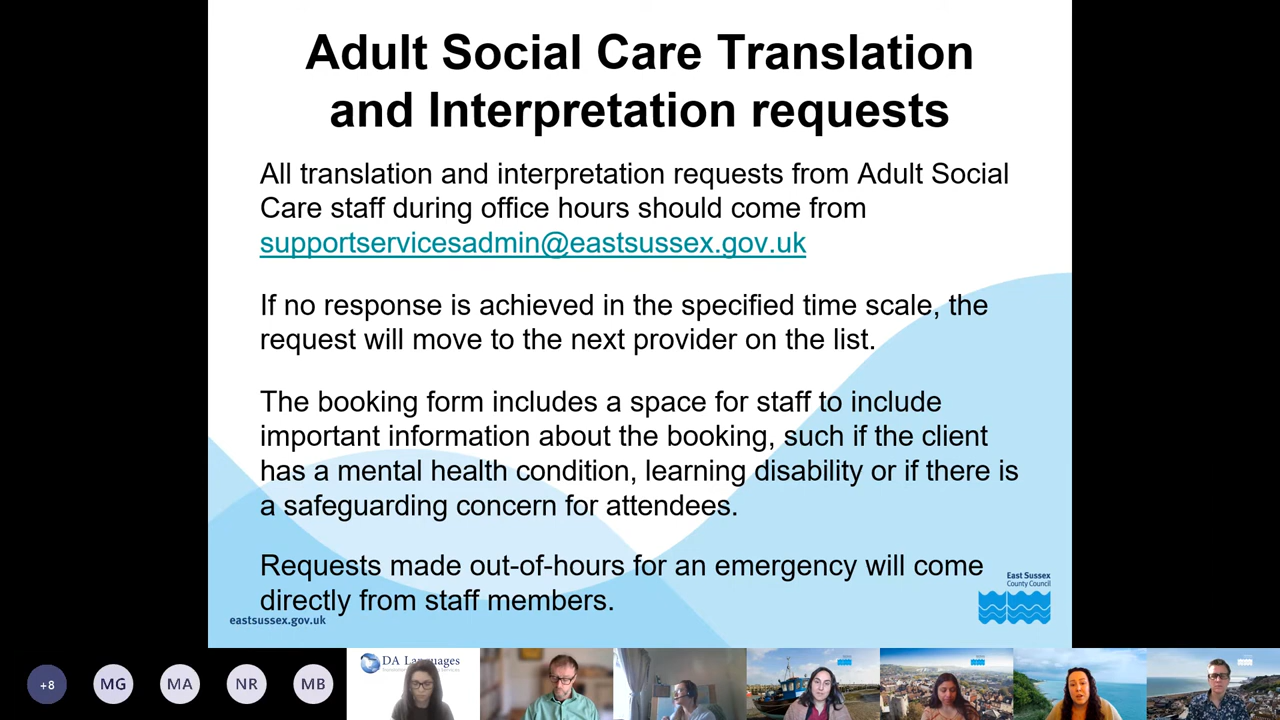 Adult Social Care Translation
and Interpretation requests
All translation and interpretation requests from Adult Social
Care staff during office hours should come from
supportservicesadmin@eastsussex.gov.uk
If no response is achieved in the specified time scale, the
request will move to the next provider on the list.
The booking form includes a space for staff to include
important information about the booking, such if the client
has a mental health condition, learning disability or if there is
a safeguarding concern for attendees.
Requests made out-of-hours for an emergency will come
directly from staff members.
eastsussex.gov.uk
East Sussex
County Council
+8
MG
MA
NR
MB
DA Languages